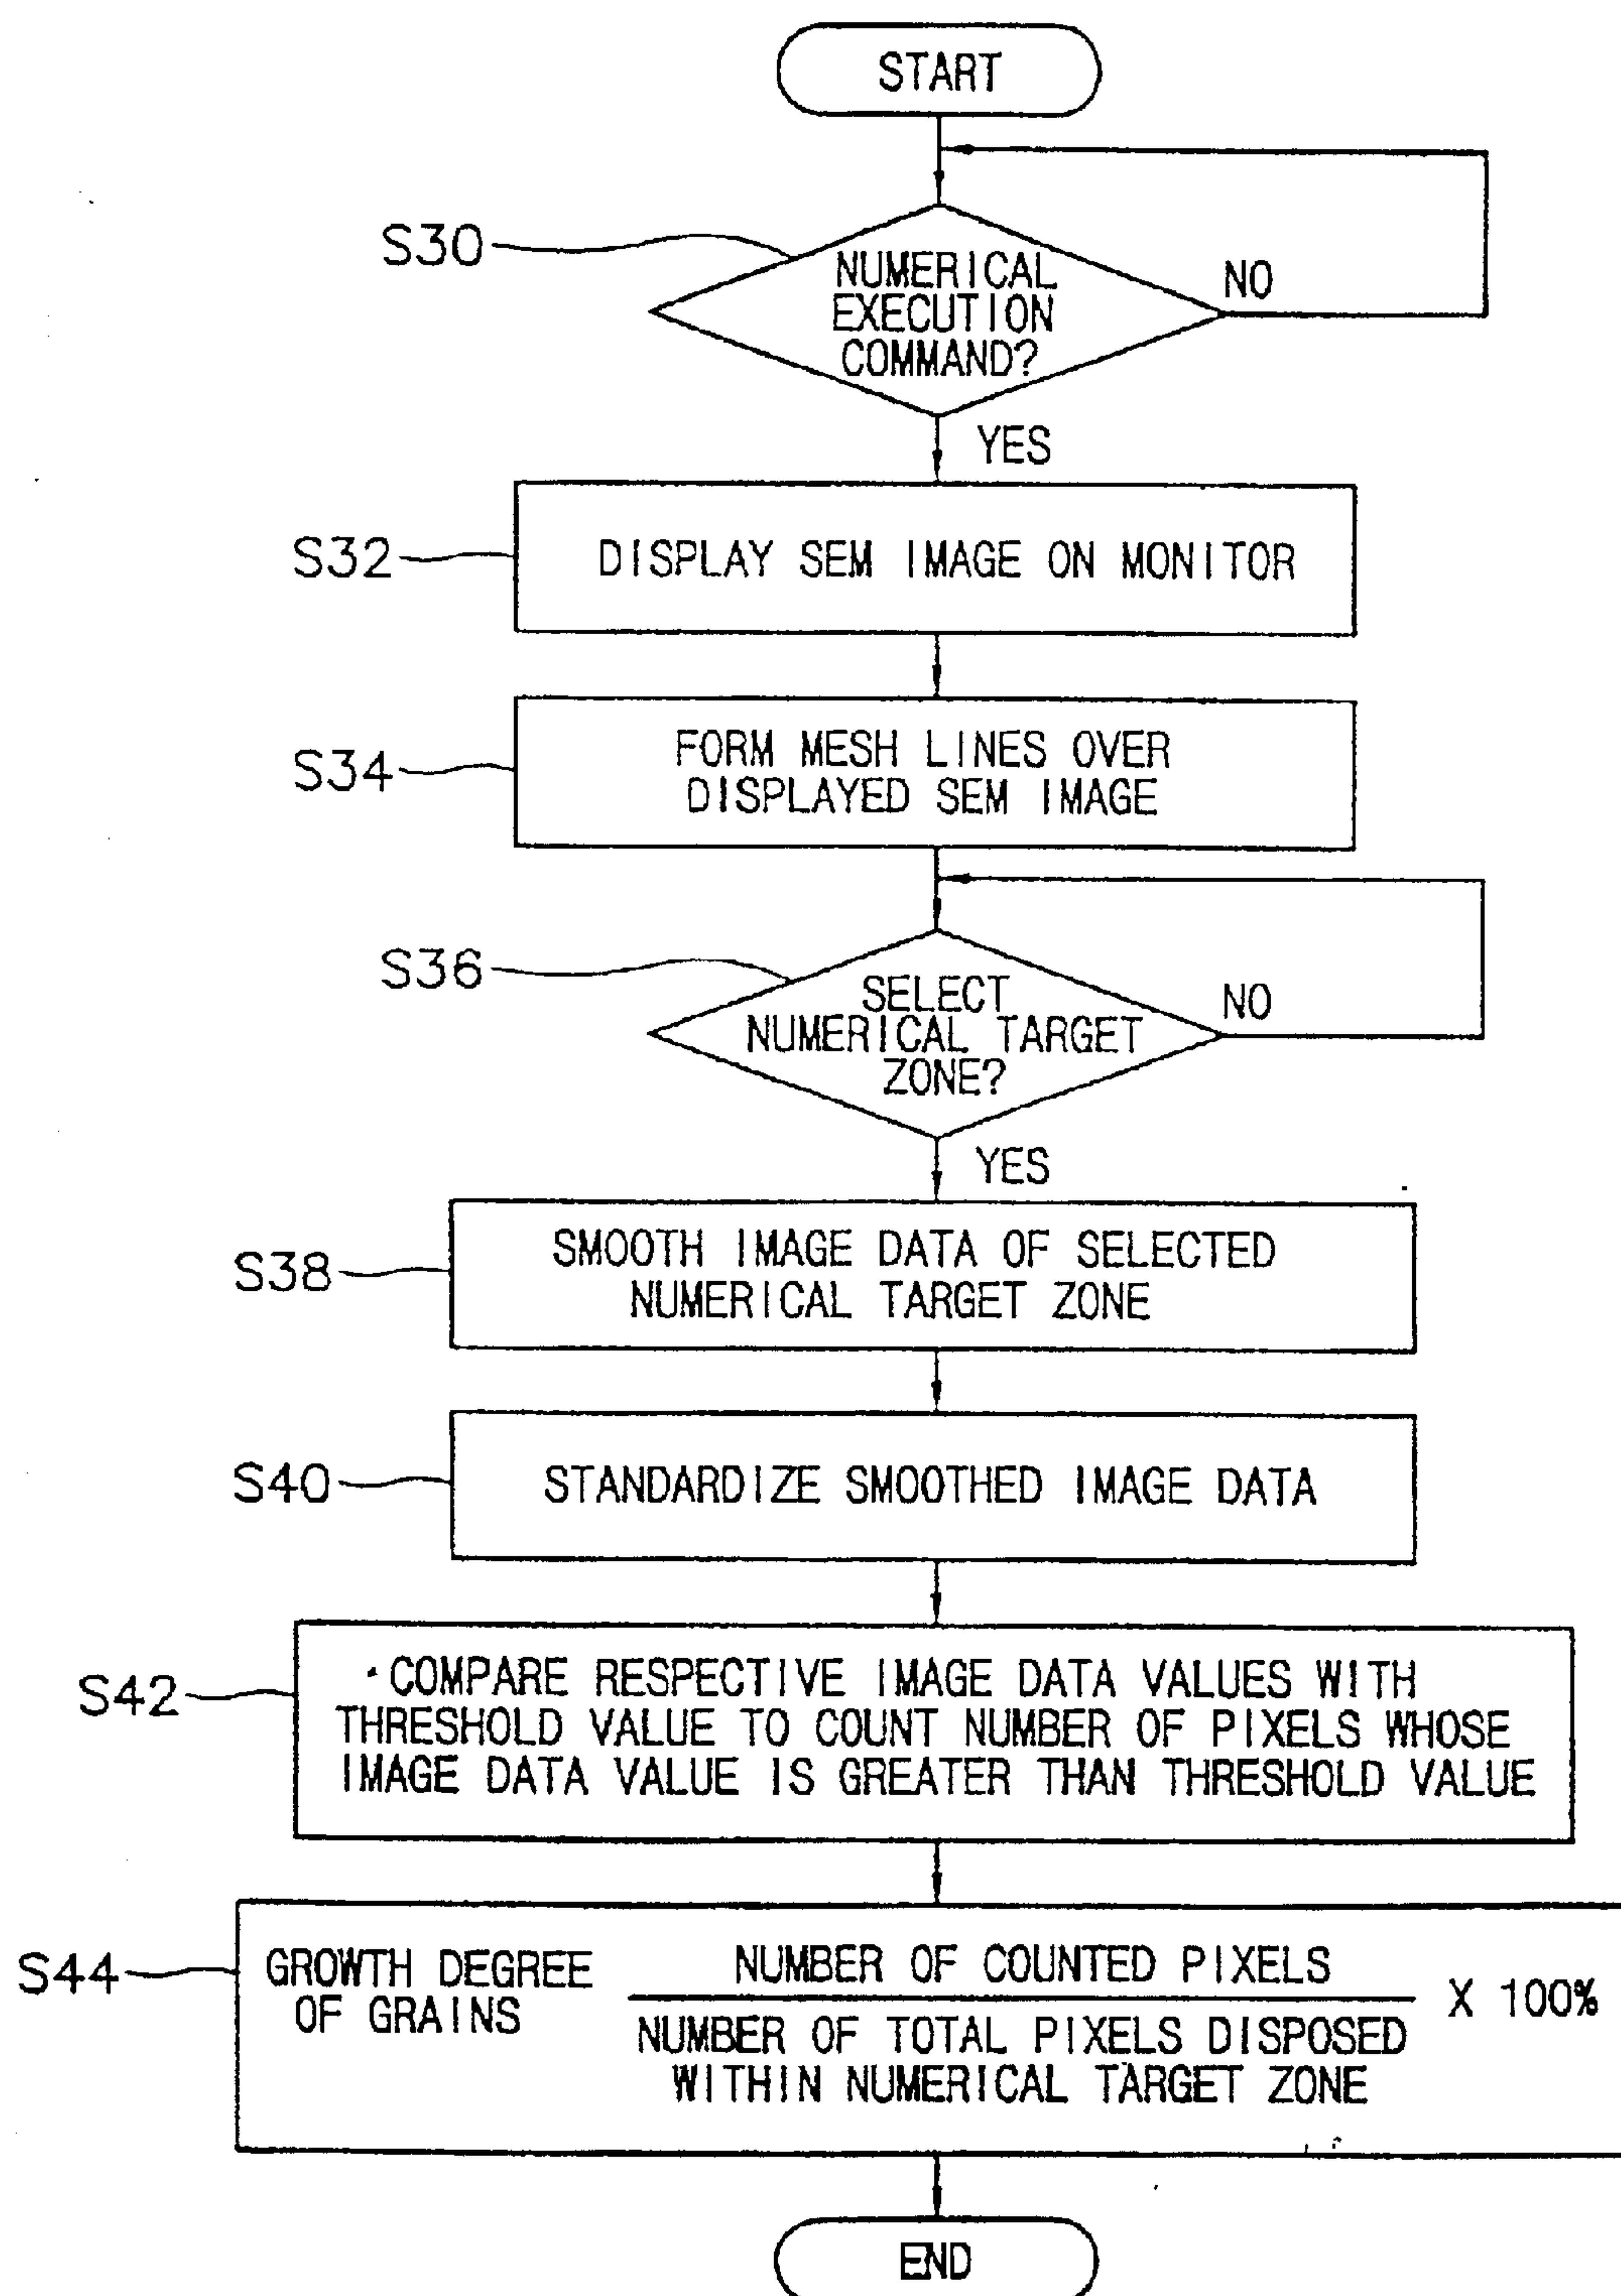 START
S30
NUMERICAL
EXECUTION
COMMAND?
NO
YES
S32
DISPLAY SEM IMAGE ON MONITOR
S34
FORM MESH LINES OVER
DISPLAYED SEM IMAGE
S36
SELECT
NUMERICAL TARGET
ZONE?
NO
YES
S38
SMOOTH IMAGE DATA OF SELECTED
NUMERICAL TARGET ZONE
S40
STANDARDIZE SMOOTHED IMAGE DATA
S42
COMPARE RESPECTIVE IMAGE DATA VALUES WITH
THRESHOLD VALUE TO COUNT NUMBER OF PIXELS WHOSE
IMAGE DATA VALUE IS GREATER THAN THRESHOLD VALUE
S44
GROWTH DEGREE
OF GRAINS
NUMBER OF COUNTED PIXELS
NUMBER OF TOTAL PIXELS DISPOSED
WITHIN NUMERICAL TARGET ZONE
X 100%
END